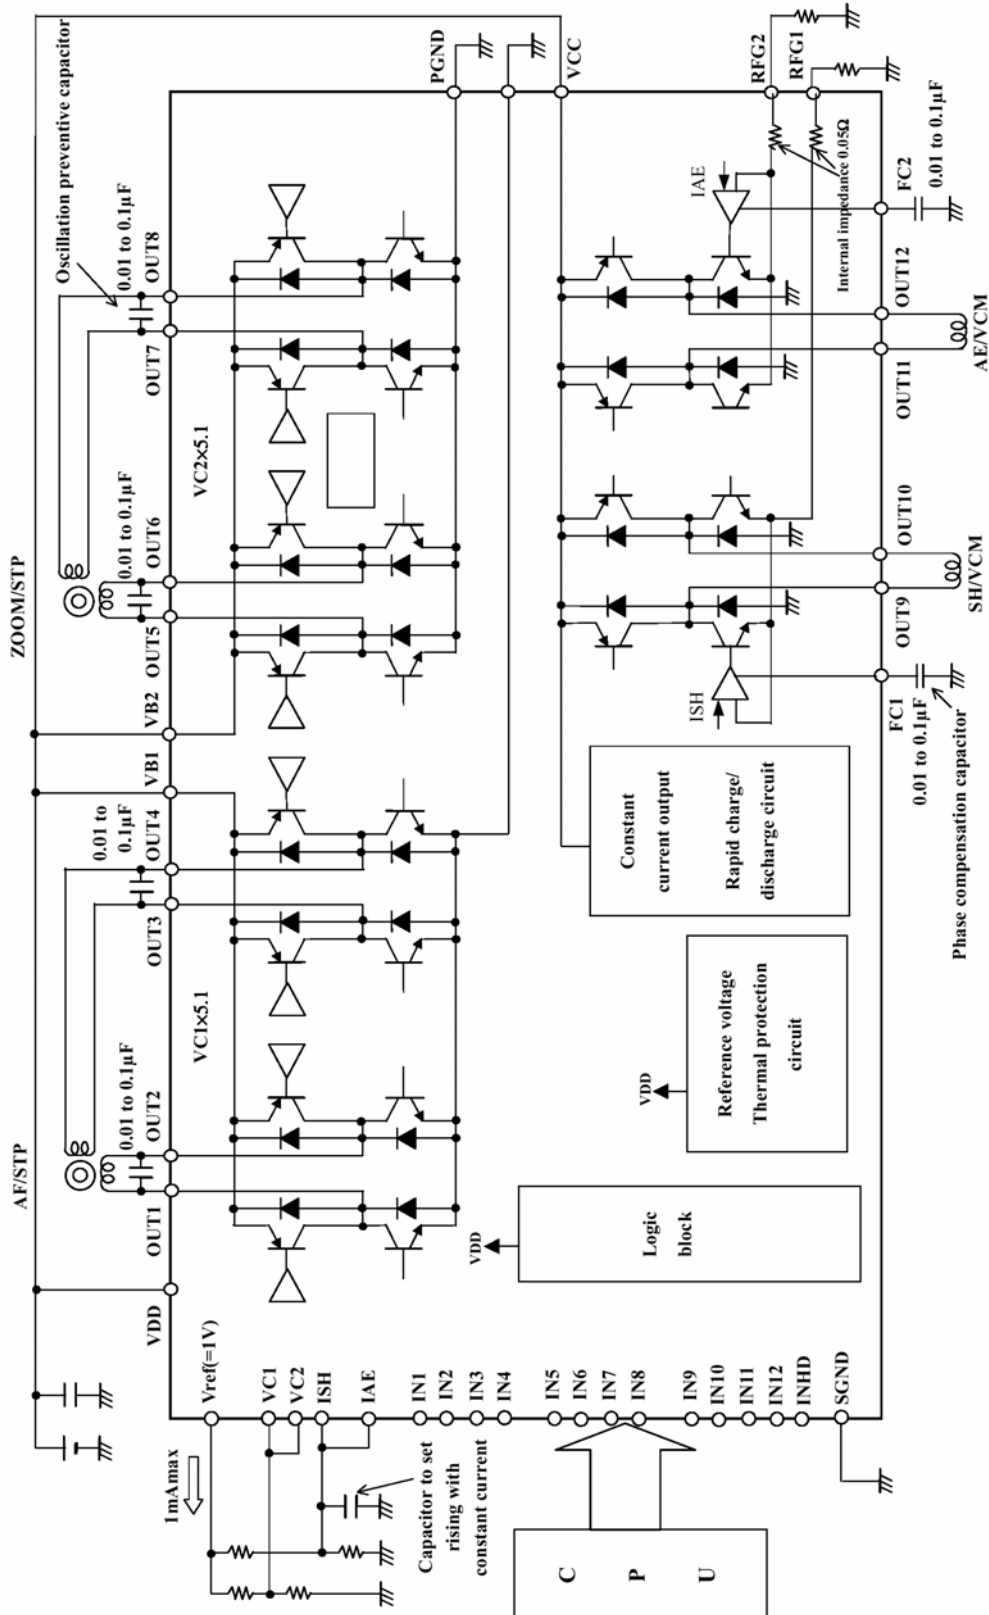 ZOOM/STP
AF/STP
Oscillation preventive capacitor
0.01 to 0.1µF
0.01 to 0.1µF
0.01 to
0.1µF
0.01 to 0.1µF
VDD
OUT1
OUT2
OUT3
OUT4
VB1
VB2
OUT5
OUT6
OUT7
OUT8
PGND
VCC
RFG2
RFG1
VC1×5.1
VC2×5.1
1mAmax
Vref(=1V)
VC1
VC2
ISH
IAE
IN1
IN2
IN3
IN4
IN5
IN6
IN7
IN8
IN9
IN10
IN11
IN12
INHD
SGND
Capacitor to set
rising with
constant current
C P U
VDD
Logic
block
VDD
Reference voltage
Thermal protection
circuit
Constant
current output
Rapid charge/
discharge circuit
ISH
IAE
Internal impedance 0.05Ω
FC1
0.01 to 0.1µF
Phase compensation capacitor
OUT9
OUT10
SH/VCM
OUT11
OUT12
AE/VCM
FC2
0.01 to 0.1µF